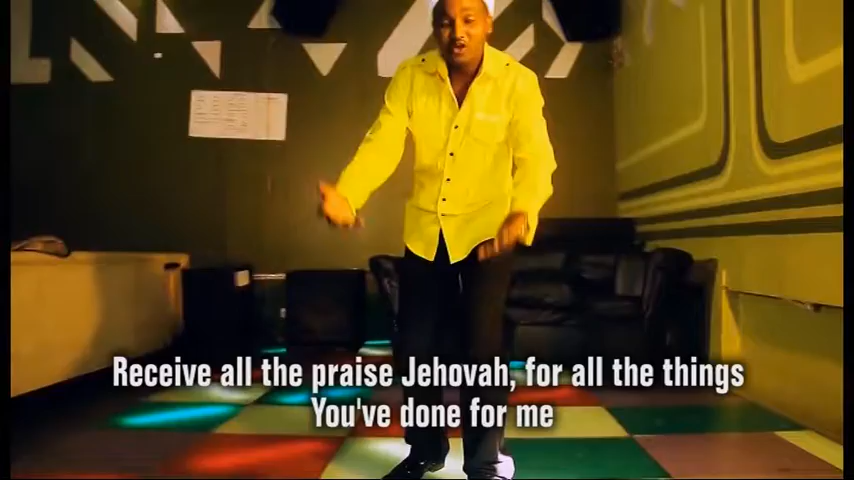 Receive all the praise Jehovah, for all the things
You've done for me